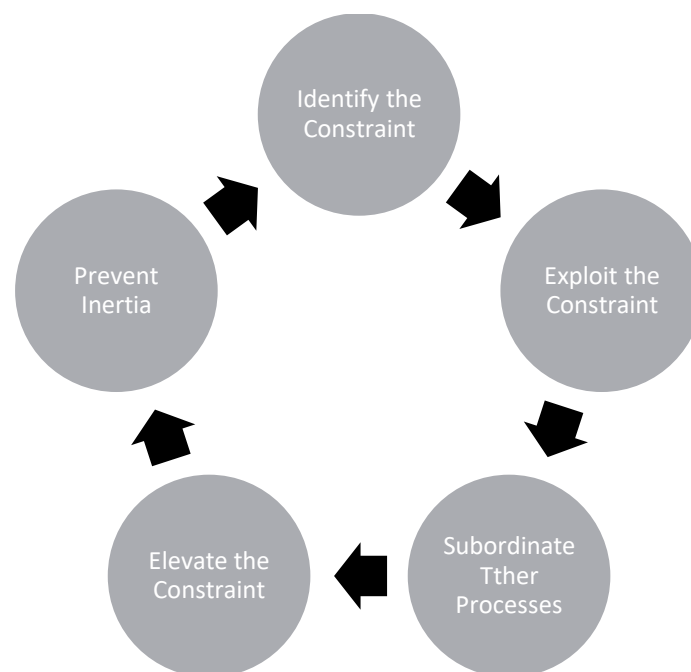 Identify the
Constraint
Exploit the
Constraint
Subordinate
Tther
Processes
Elevate the
Constraint
Prevent
Inertia